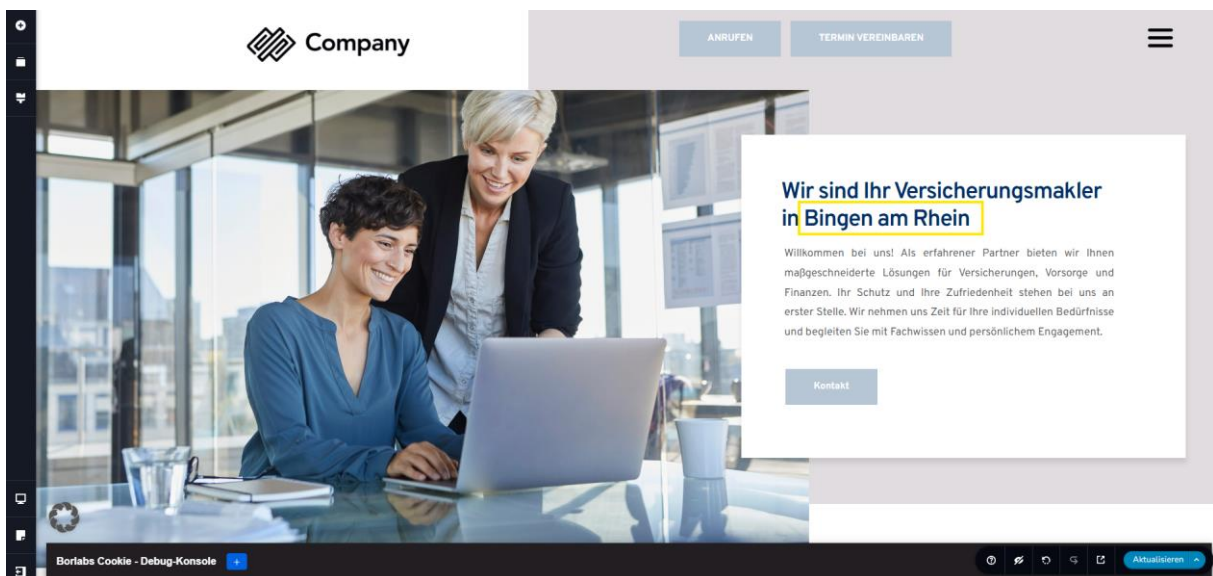 Company
ANRUFEN
TERMIN VEREINBAREN
Wir sind Ihr Versicherungsmakler
in Bingen am Rhein
Willkommen bei uns! Als erfahrener Partner bieten wir Ihnen
maßgeschneiderte Lösungen für Versicherungen, Vorsorge und
Finanzen. Ihr Schutz und Ihre Zufriedenheit stehen bei uns an
erster Stelle. Wir nehmen uns Zeit für Ihre individuellen Bedürfnisse
und begleiten Sie mit Fachwissen und persönlichem Engagement.
Kontakt
Borlabs Cookie - Debug-Konsole
Aktualisieren